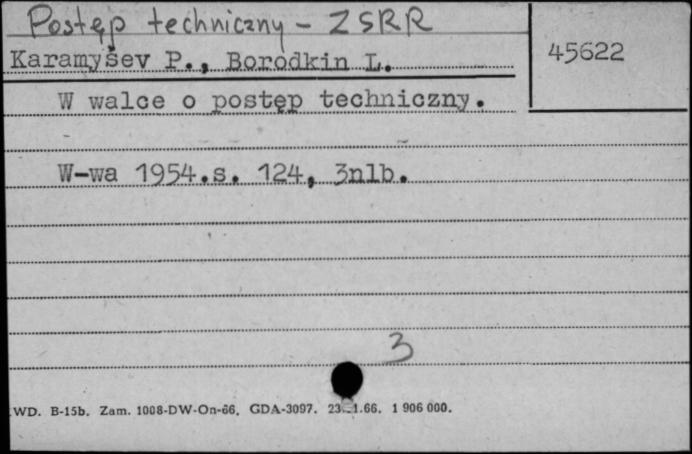 Postęp techniczny - ZSRR
45622
Karamyšev P., Borodkin L.
W walce o postęp techniczny.
W-wa 1954.s. 124, 3nlb.
3
WD. B-15b. Zam. 1008-DW-On-66. GDA-3097. 1.66. 1 906 000.